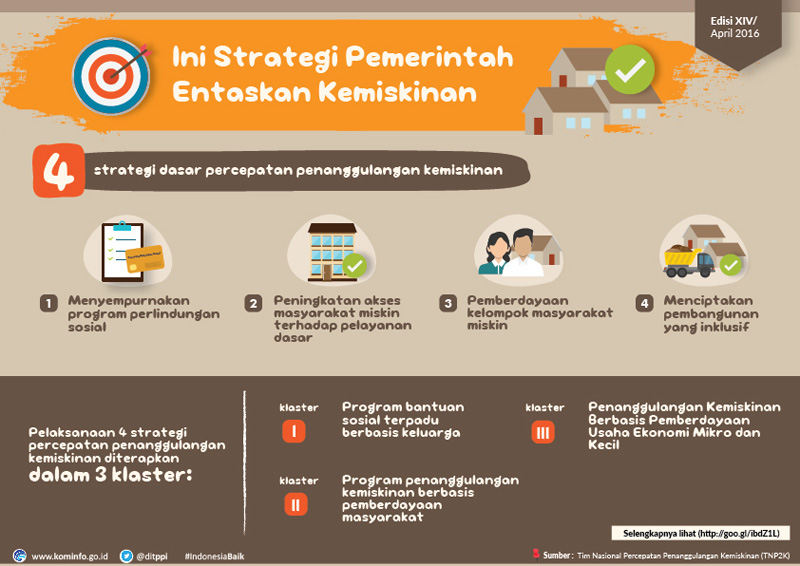 Edisi XIV/
April 2016
Ini Strategi Pemerintah
Entaskan Kemiskinan
4
strategi dasar percepatan penanggulangan kemiskinan
1
Menyempurnakan
program perlindungan
sosial
2
Peningkatan akses
masyarakat miskin
terhadap pelayanan
dasar
3
Pemberdayaan
kelompok masyarakat
miskin
4
Menciptakan
pembangunan
yang inklusif
Pelaksanaan 4 strategi
percepatan penanggulangan
kemiskinan diterapkan
dalam 3 klaster:
klaster
I
Program bantuan
sosial terpadu
berbasis keluarga
klaster
II
Program penanggulangan
kemiskinan berbasis
pemberdayaan
masyarakat
klaster
III
Penanggulangan Kemiskinan
Berbasis Pemberdayaan
Usaha Ekonomi Mikro dan
Kecil
Selengkapnya lihat (http://goo.gl/ibdZ1L)
www.kominfo.go.id
@ditppi
#IndonesiaBaik
Sumber : Tim Nasional Percepatan Penanggulangan Kemiskinan (TNP2K)